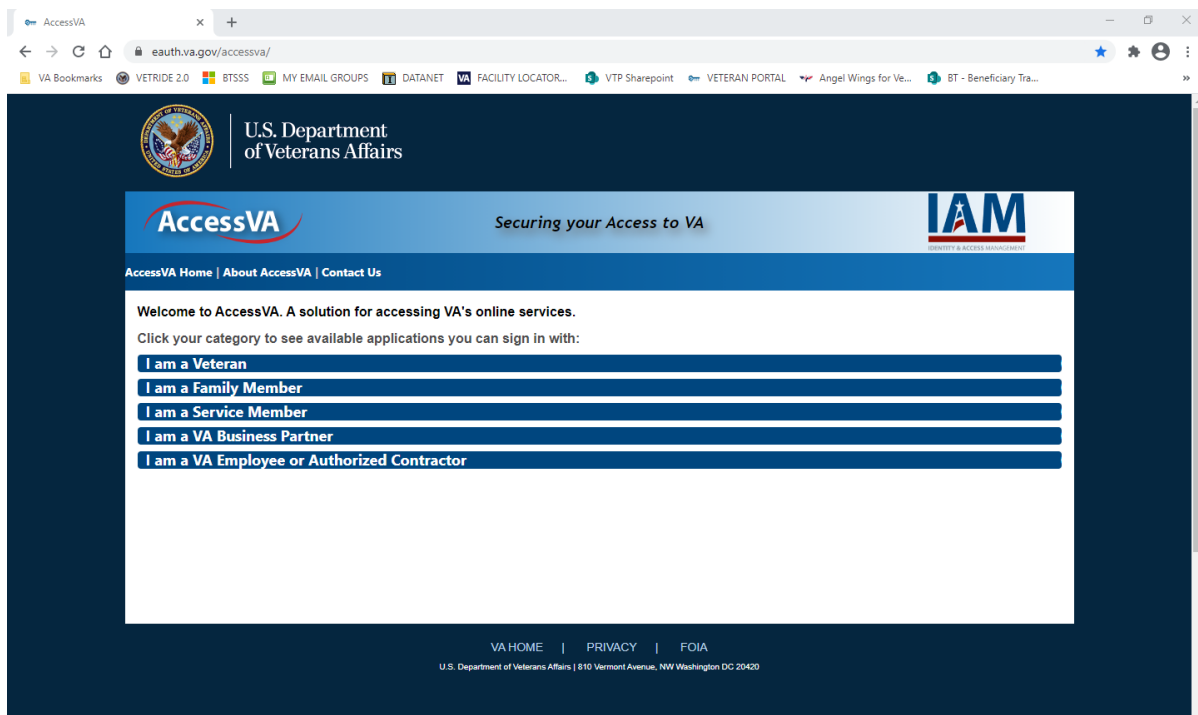 AccessVA
eauth.va.gov/accessva/
VA Bookmarks VETRIDE 2.0 BTSSS MY EMAIL GROUPS DATANET VA FACILITY LOCATOR... VTP Sharepoint VETERAN PORTAL Angel Wings for Ve... BT - Beneficiary Tra... »
U.S. Department
of Veterans Affairs
AccessVA Securing your Access to VA IAM
IDENTITY & ACCESS MANAGEMENT
AccessVA Home | About AccessVA | Contact Us
Welcome to AccessVA. A solution for accessing VA's online services.
Click your category to see available applications you can sign in with:
I am a Veteran
I am a Family Member
I am a Service Member
I am a VA Business Partner
I am a VA Employee or Authorized Contractor
VA HOME | PRIVACY | FOIA
U.S. Department of Veterans Affairs | 810 Vermont Avenue, NW Washington DC 20420